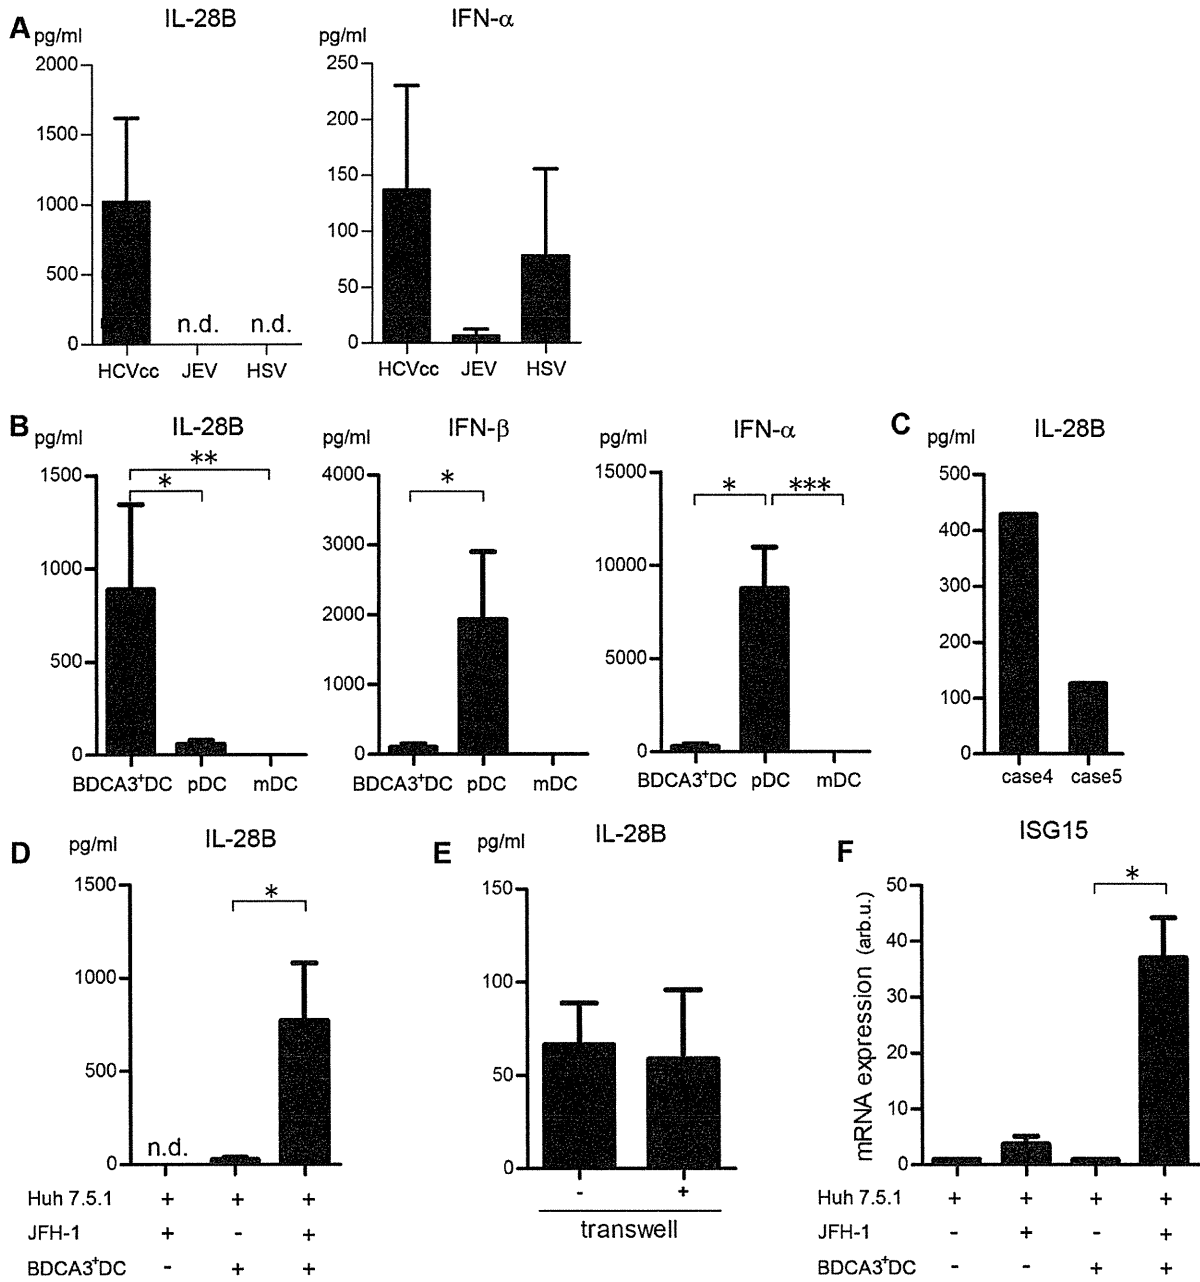 A
IL-28B
IFN-α
pg/ml
pg/ml
2000
1500
1000
500
0
n.d.
n.d.
HCVcc JEV HSV
250
200
150
100
50
0
HCVcc JEV HSV
B
IL-28B
IFN-β
IFN-α
pg/ml
pg/ml
pg/ml
1500
1000
500
0
**
*
BDCA3+DC pDC mDC
4000
3000
2000
1000
0
*
BDCA3+DC pDC mDC
15000
10000
5000
0
* ***
BDCA3+DC pDC mDC
C
pg/ml
IL-28B
500
400
300
200
100
0
case4 case5
D
pg/ml
IL-28B
1500
1000
500
0
n.d.
*
Huh 7.5.1 + + +
JFH-1 + - +
BDCA3+DC - + +
E
pg/ml
IL-28B
150
100
50
0
- +
transwell
F
ISG15
mRNA expression (arb.u.)
50
40
30
20
10
0
*
Huh 7.5.1 + + + +
JFH-1 - + - +
BDCA3+DC - - + +